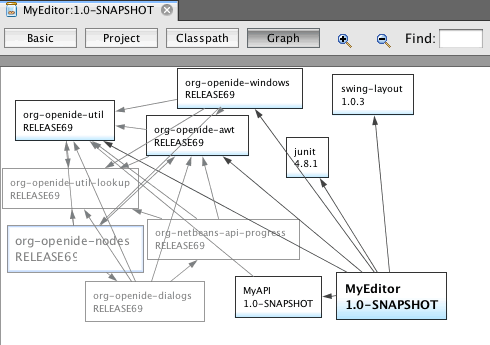 MyEditor:1.0-SNAPSHOT
Basic Project Classpath Graph Find:
org-openide-windows
RELEASE69
swing-layout
1.0.3
org-openide-util
RELEASE69
org-openide-awt
RELEASE69
junit
4.8.1
org-openide-util-lookup
RELEASE69
org-openide-nodes
RELEASE69
org-netbeans-api-progress
RELEASE69
org-openide-dialogs
RELEASE69
MyAPI
1.0-SNAPSHOT
MyEditor
1.0-SNAPSHOT